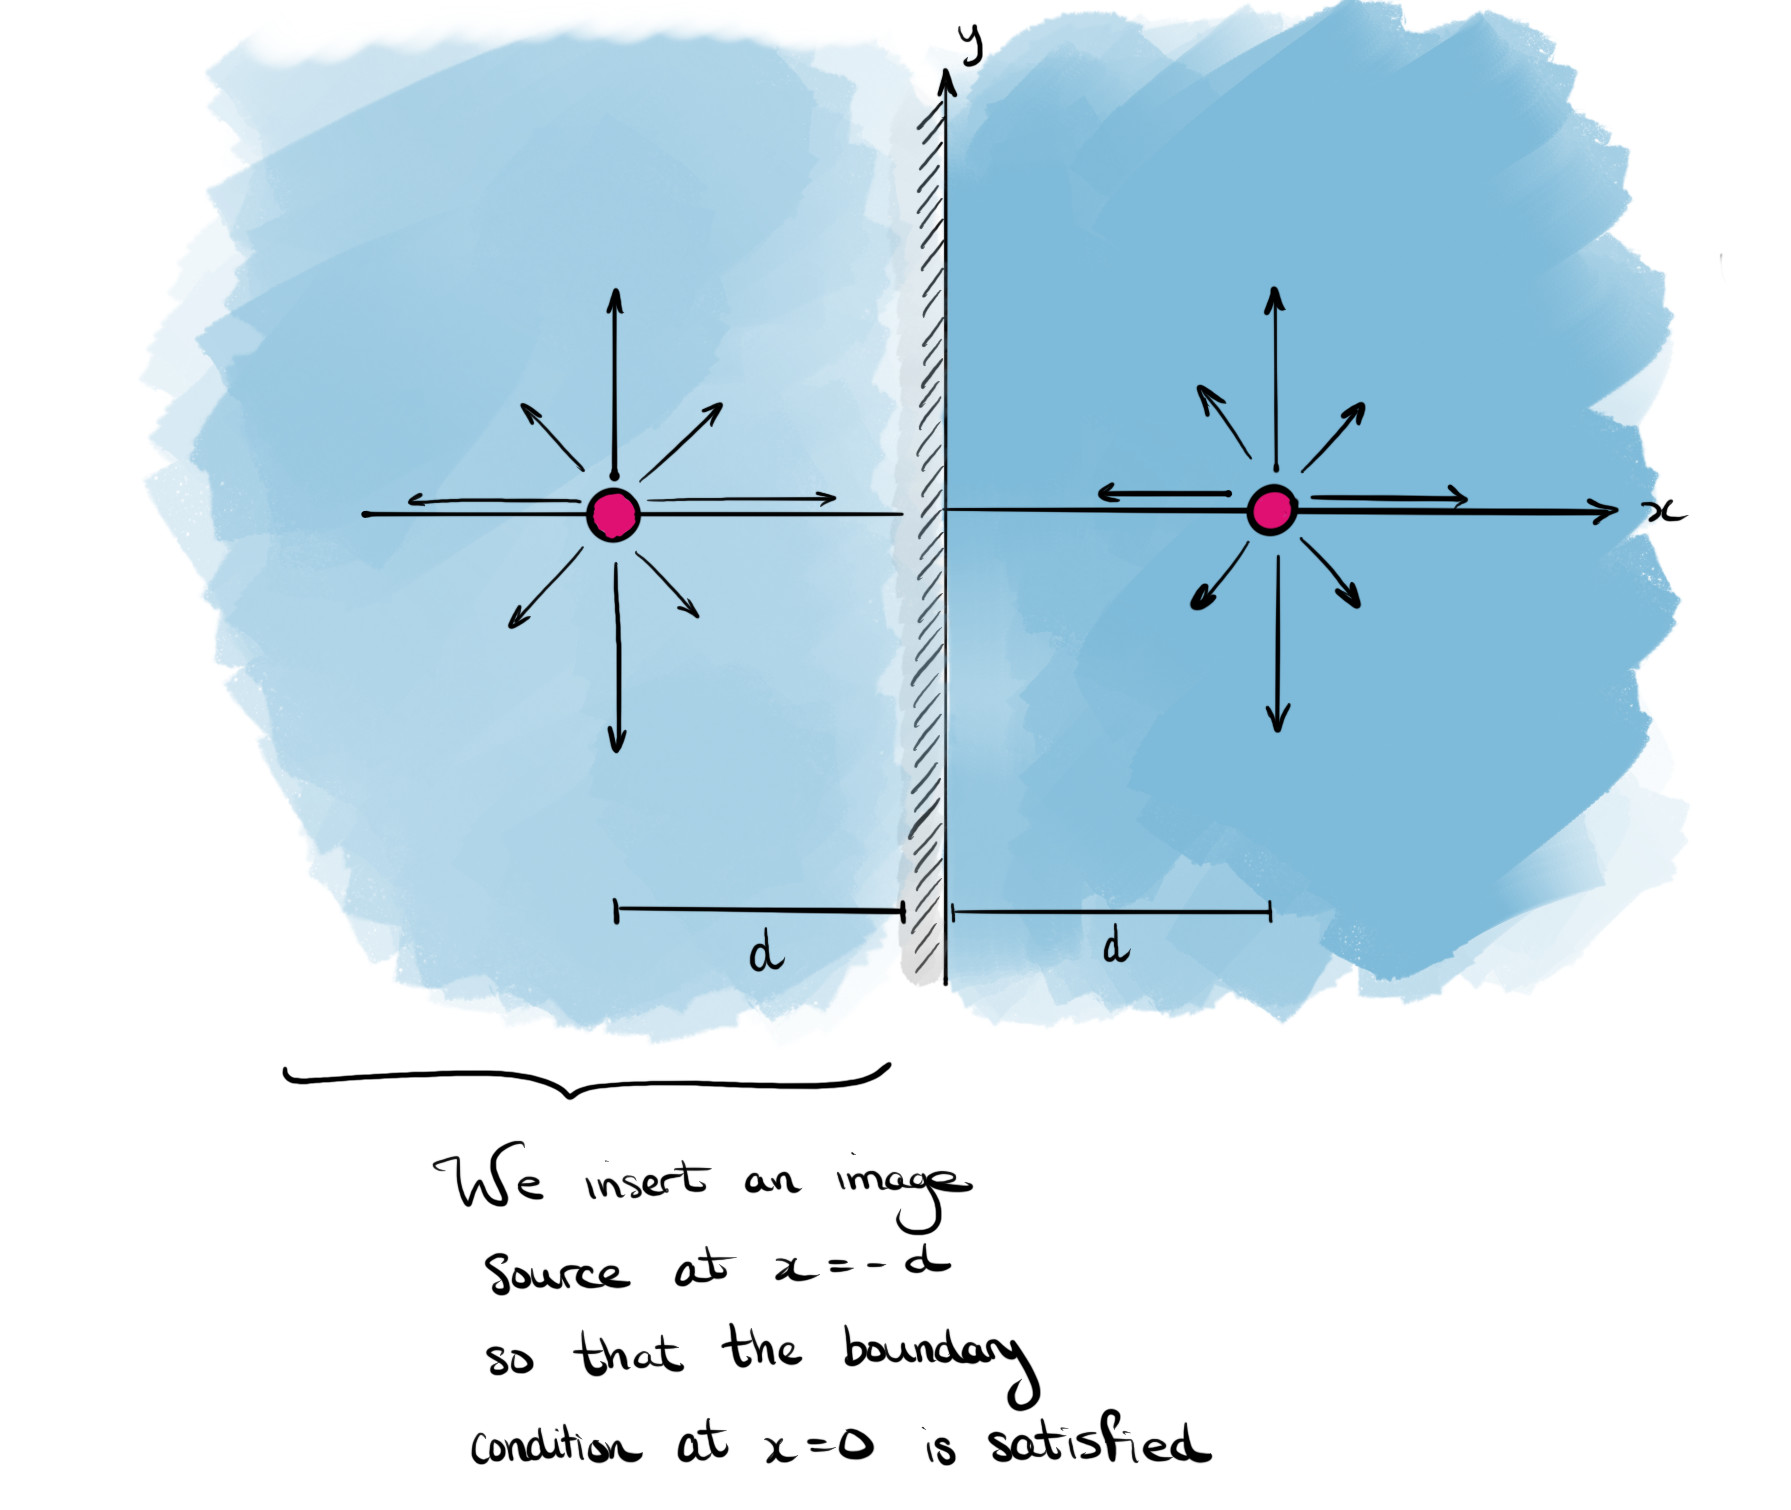 y
x
d
d
We insert an image
source at x = - d
so that the boundary
condition at x = 0 is satisfied